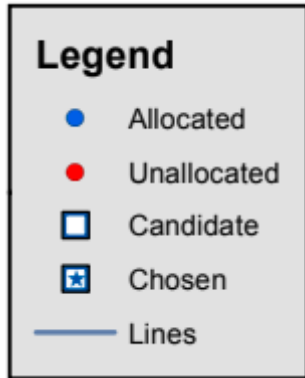 Legend
Allocated
Unallocated
Candidate
Chosen
Lines